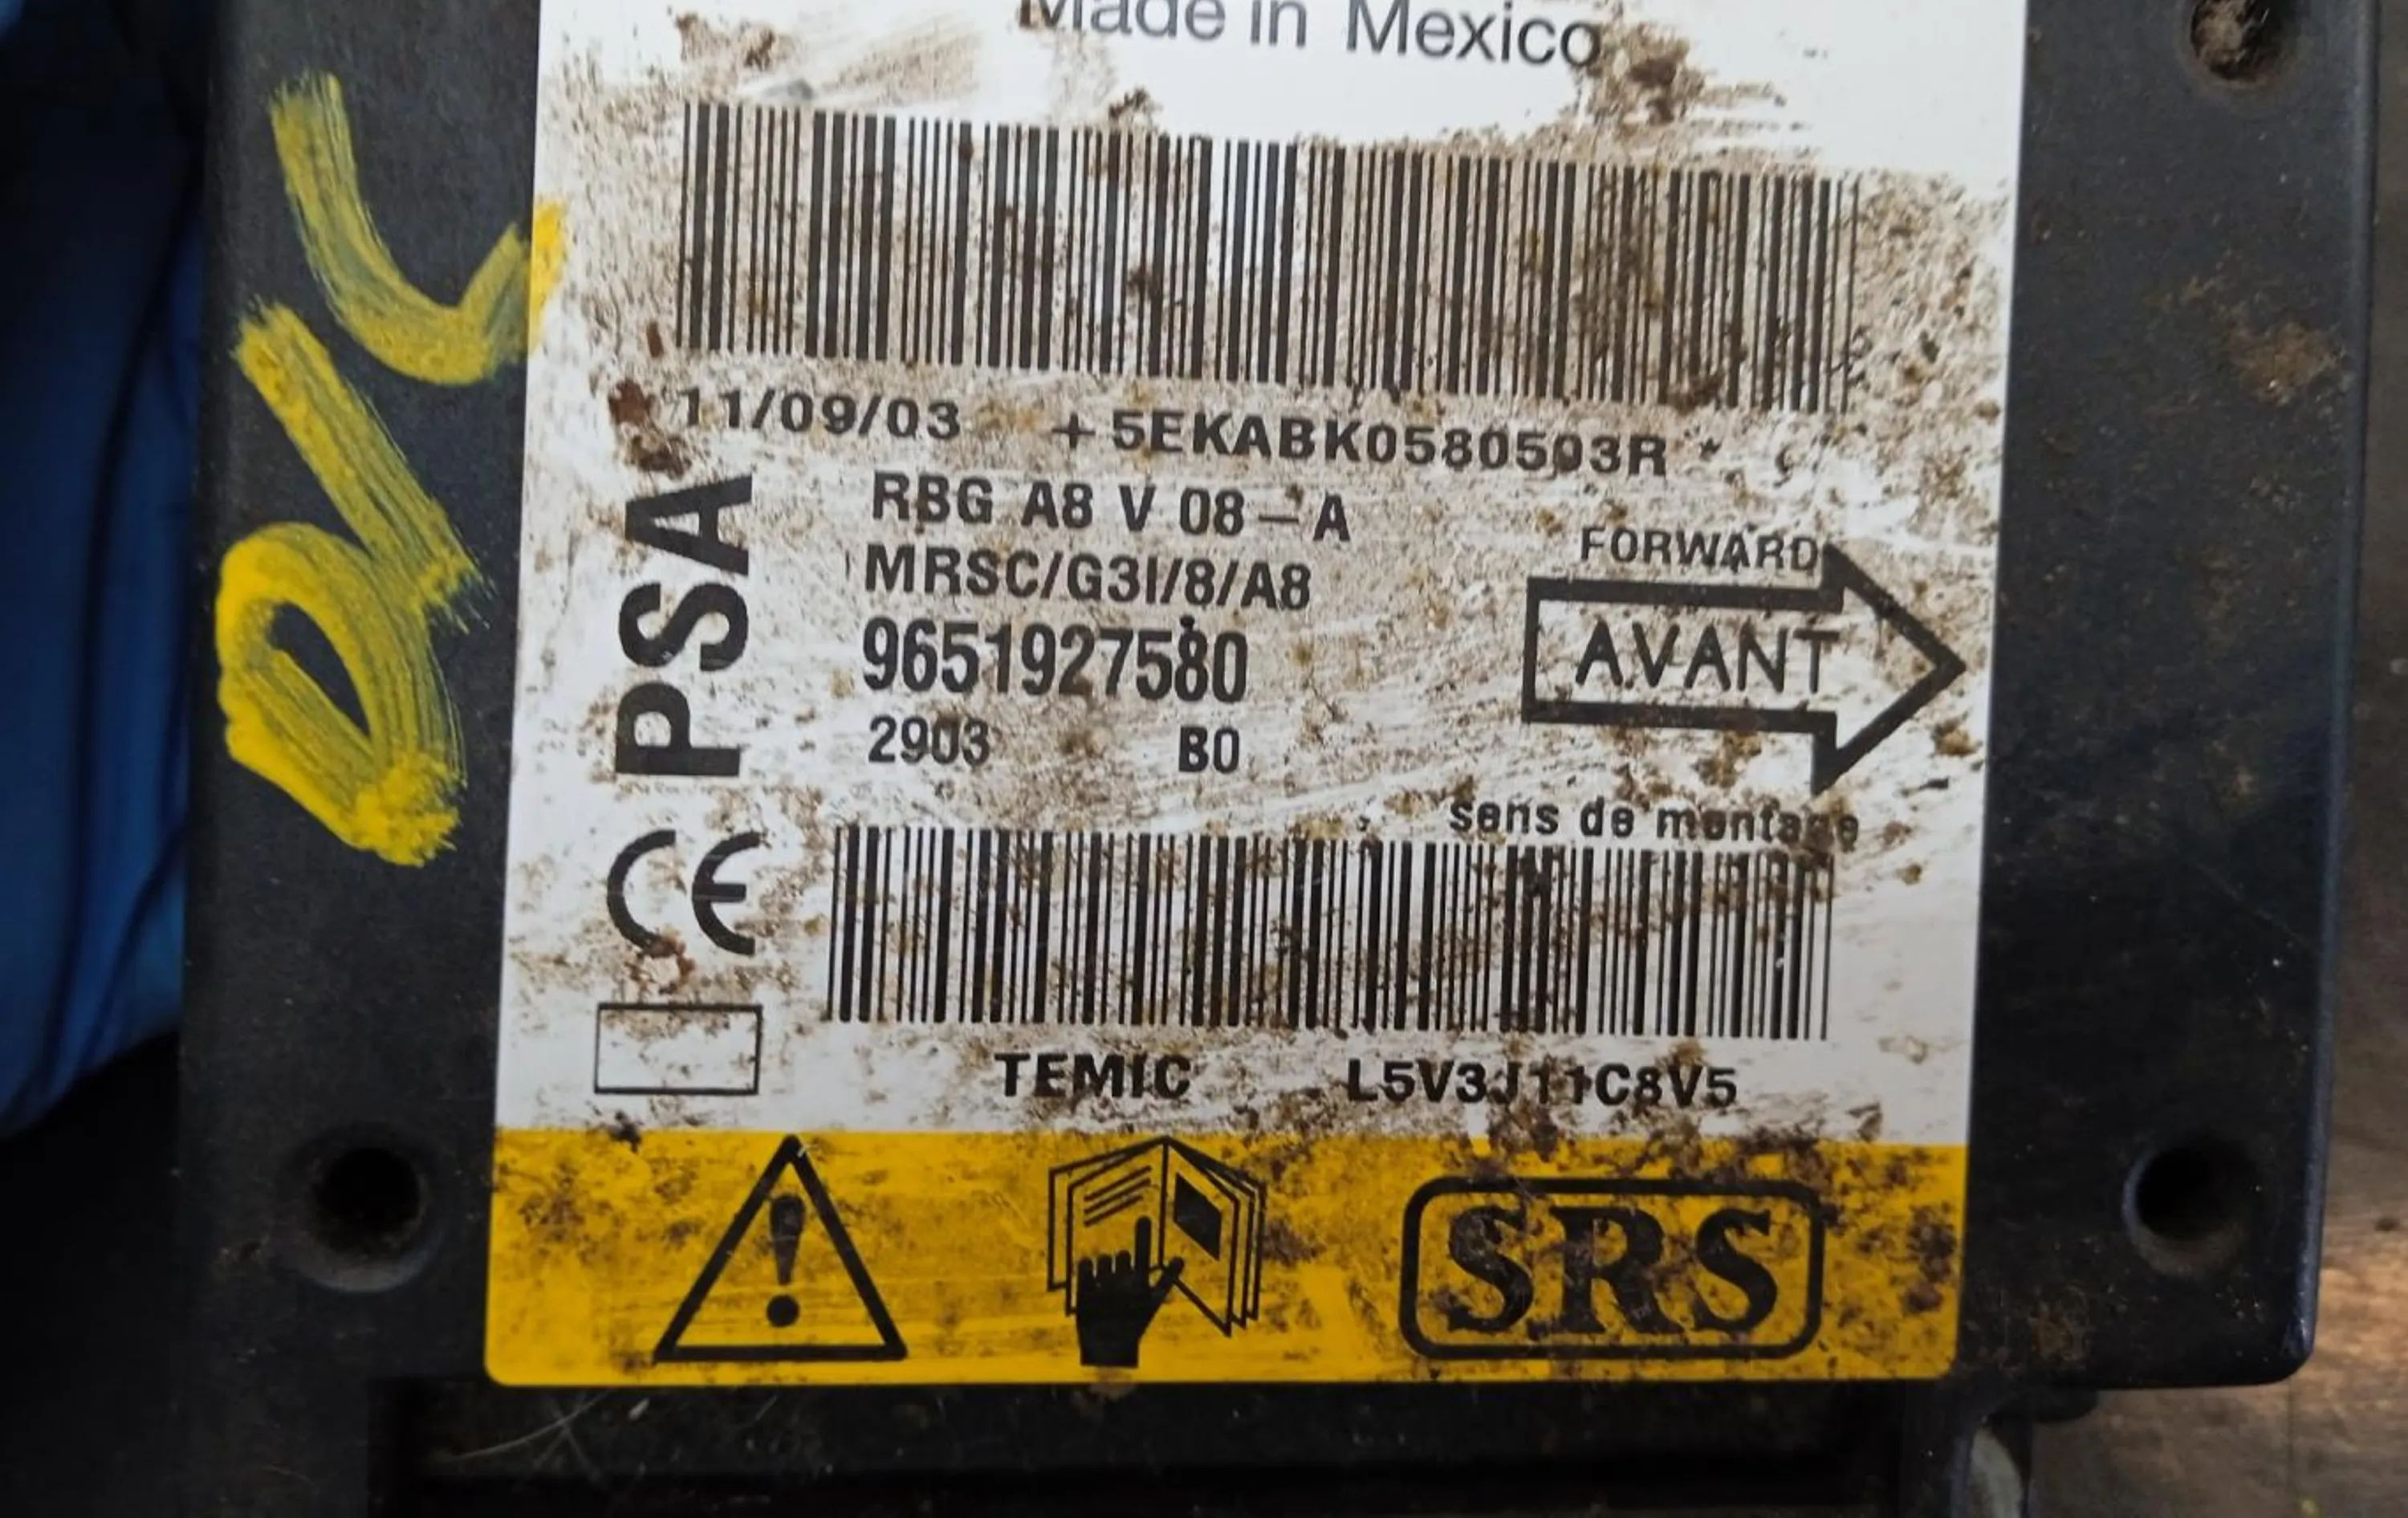 Made in Mexico
11/09/03 +5EKABK0580503R *
PSA
RBG A8 V 08-A
MRSC/G3I/8/A8
9651927580
2903 B0
FORWARD
AVANT
sens de montage
CE
TEMIC L5V3J11C8V5
SRS